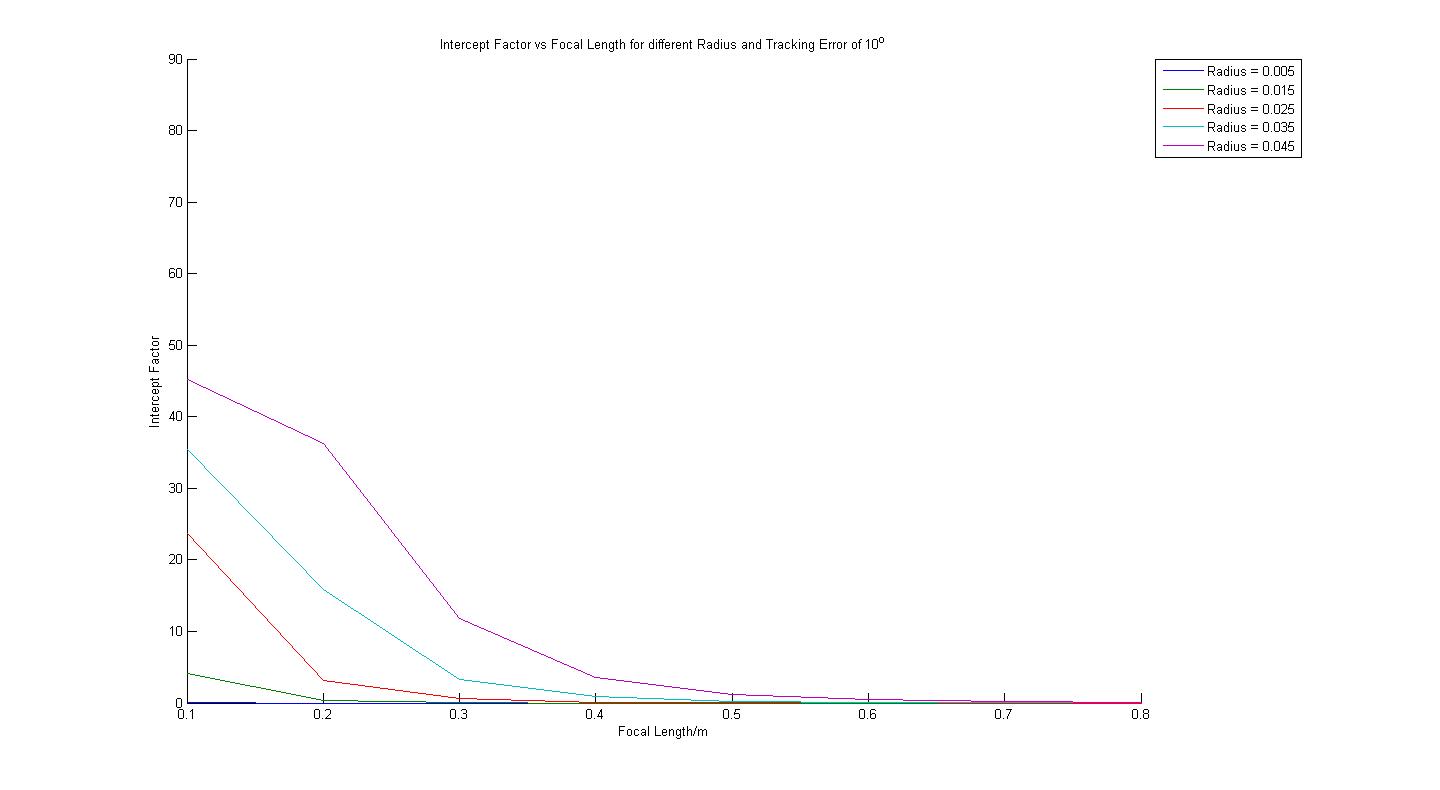 Intercept Factor vs Focal Length for different Radius and Tracking Error of 10⁰
Radius = 0.005
Radius = 0.015
Radius = 0.025
Radius = 0.035
Radius = 0.045
90
80
70
60
50
40
30
20
10
0
Intercept Factor
0.1 0.2 0.3 0.4 0.5 0.6 0.7 0.8
Focal Length/m